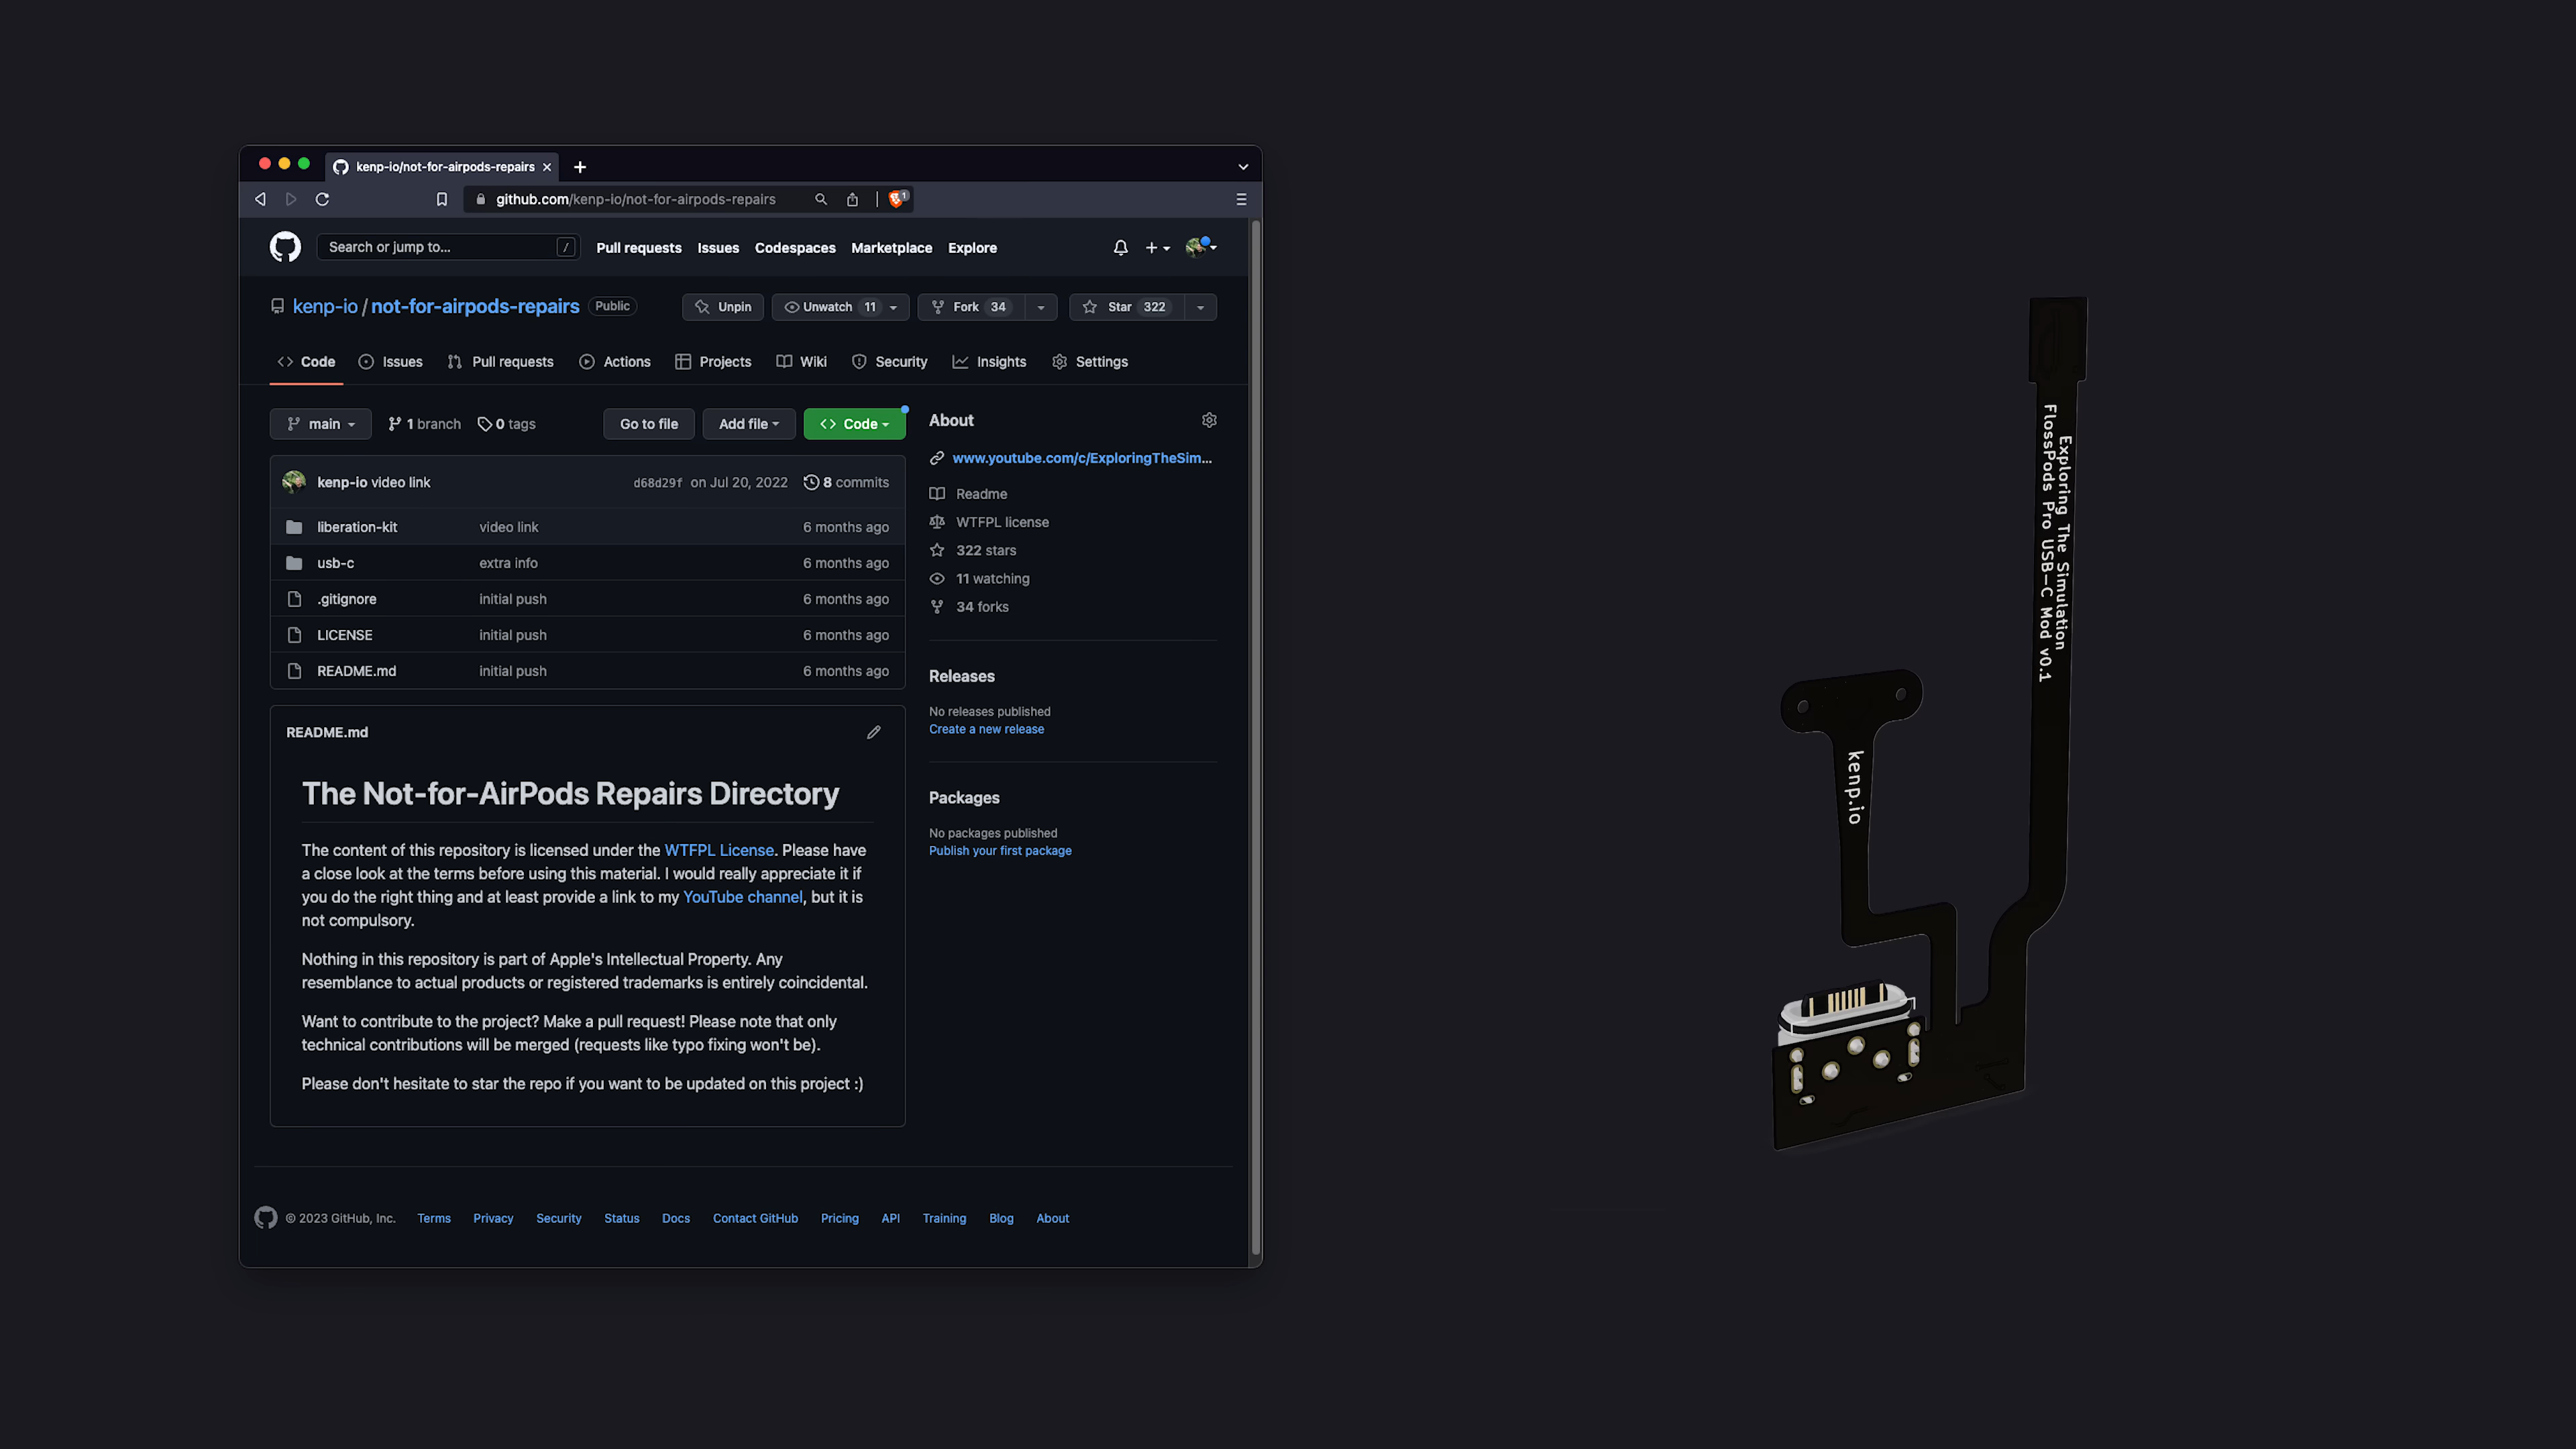 kenp-io/not-for-airpods-repairs
github.com/kenp-io/not-for-airpods-repairs
1
Search or jump to...
/
Pull requests Issues Codespaces Marketplace Explore
kenp-io / not-for-airpods-repairs Public
Unpin Unwatch 11 Fork 34 Star 322
Code Issues Pull requests Actions Projects Wiki Security Insights Settings
main 1 branch 0 tags Go to file Add file Code
kenp-io video link d68d29f on Jul 20, 2022 8 commits
liberation-kit video link 6 months ago
usb-c extra info 6 months ago
.gitignore initial push 6 months ago
LICENSE initial push 6 months ago
README.md initial push 6 months ago
README.md
The Not-for-AirPods Repairs Directory
The content of this repository is licensed under the WTFPL License. Please have
a close look at the terms before using this material. I would really appreciate it if
you do the right thing and at least provide a link to my YouTube channel, but it is
not compulsory.
Nothing in this repository is part of Apple's Intellectual Property. Any
resemblance to actual products or registered trademarks is entirely coincidental.
Want to contribute to the project? Make a pull request! Please note that only
technical contributions will be merged (requests like typo fixing won't be).
Please don't hesitate to star the repo if you want to be updated on this project :)
About
www.youtube.com/c/ExploringTheSim...
Readme
WTFPL license
322 stars
11 watching
34 forks
Releases
No releases published
Create a new release
Packages
No packages published
Publish your first package
© 2023 GitHub, Inc. Terms Privacy Security Status Docs Contact GitHub Pricing API Training Blog About
Exploring The Simulation
FlossPods Pro USB-C Mod v0.1
kenp.io